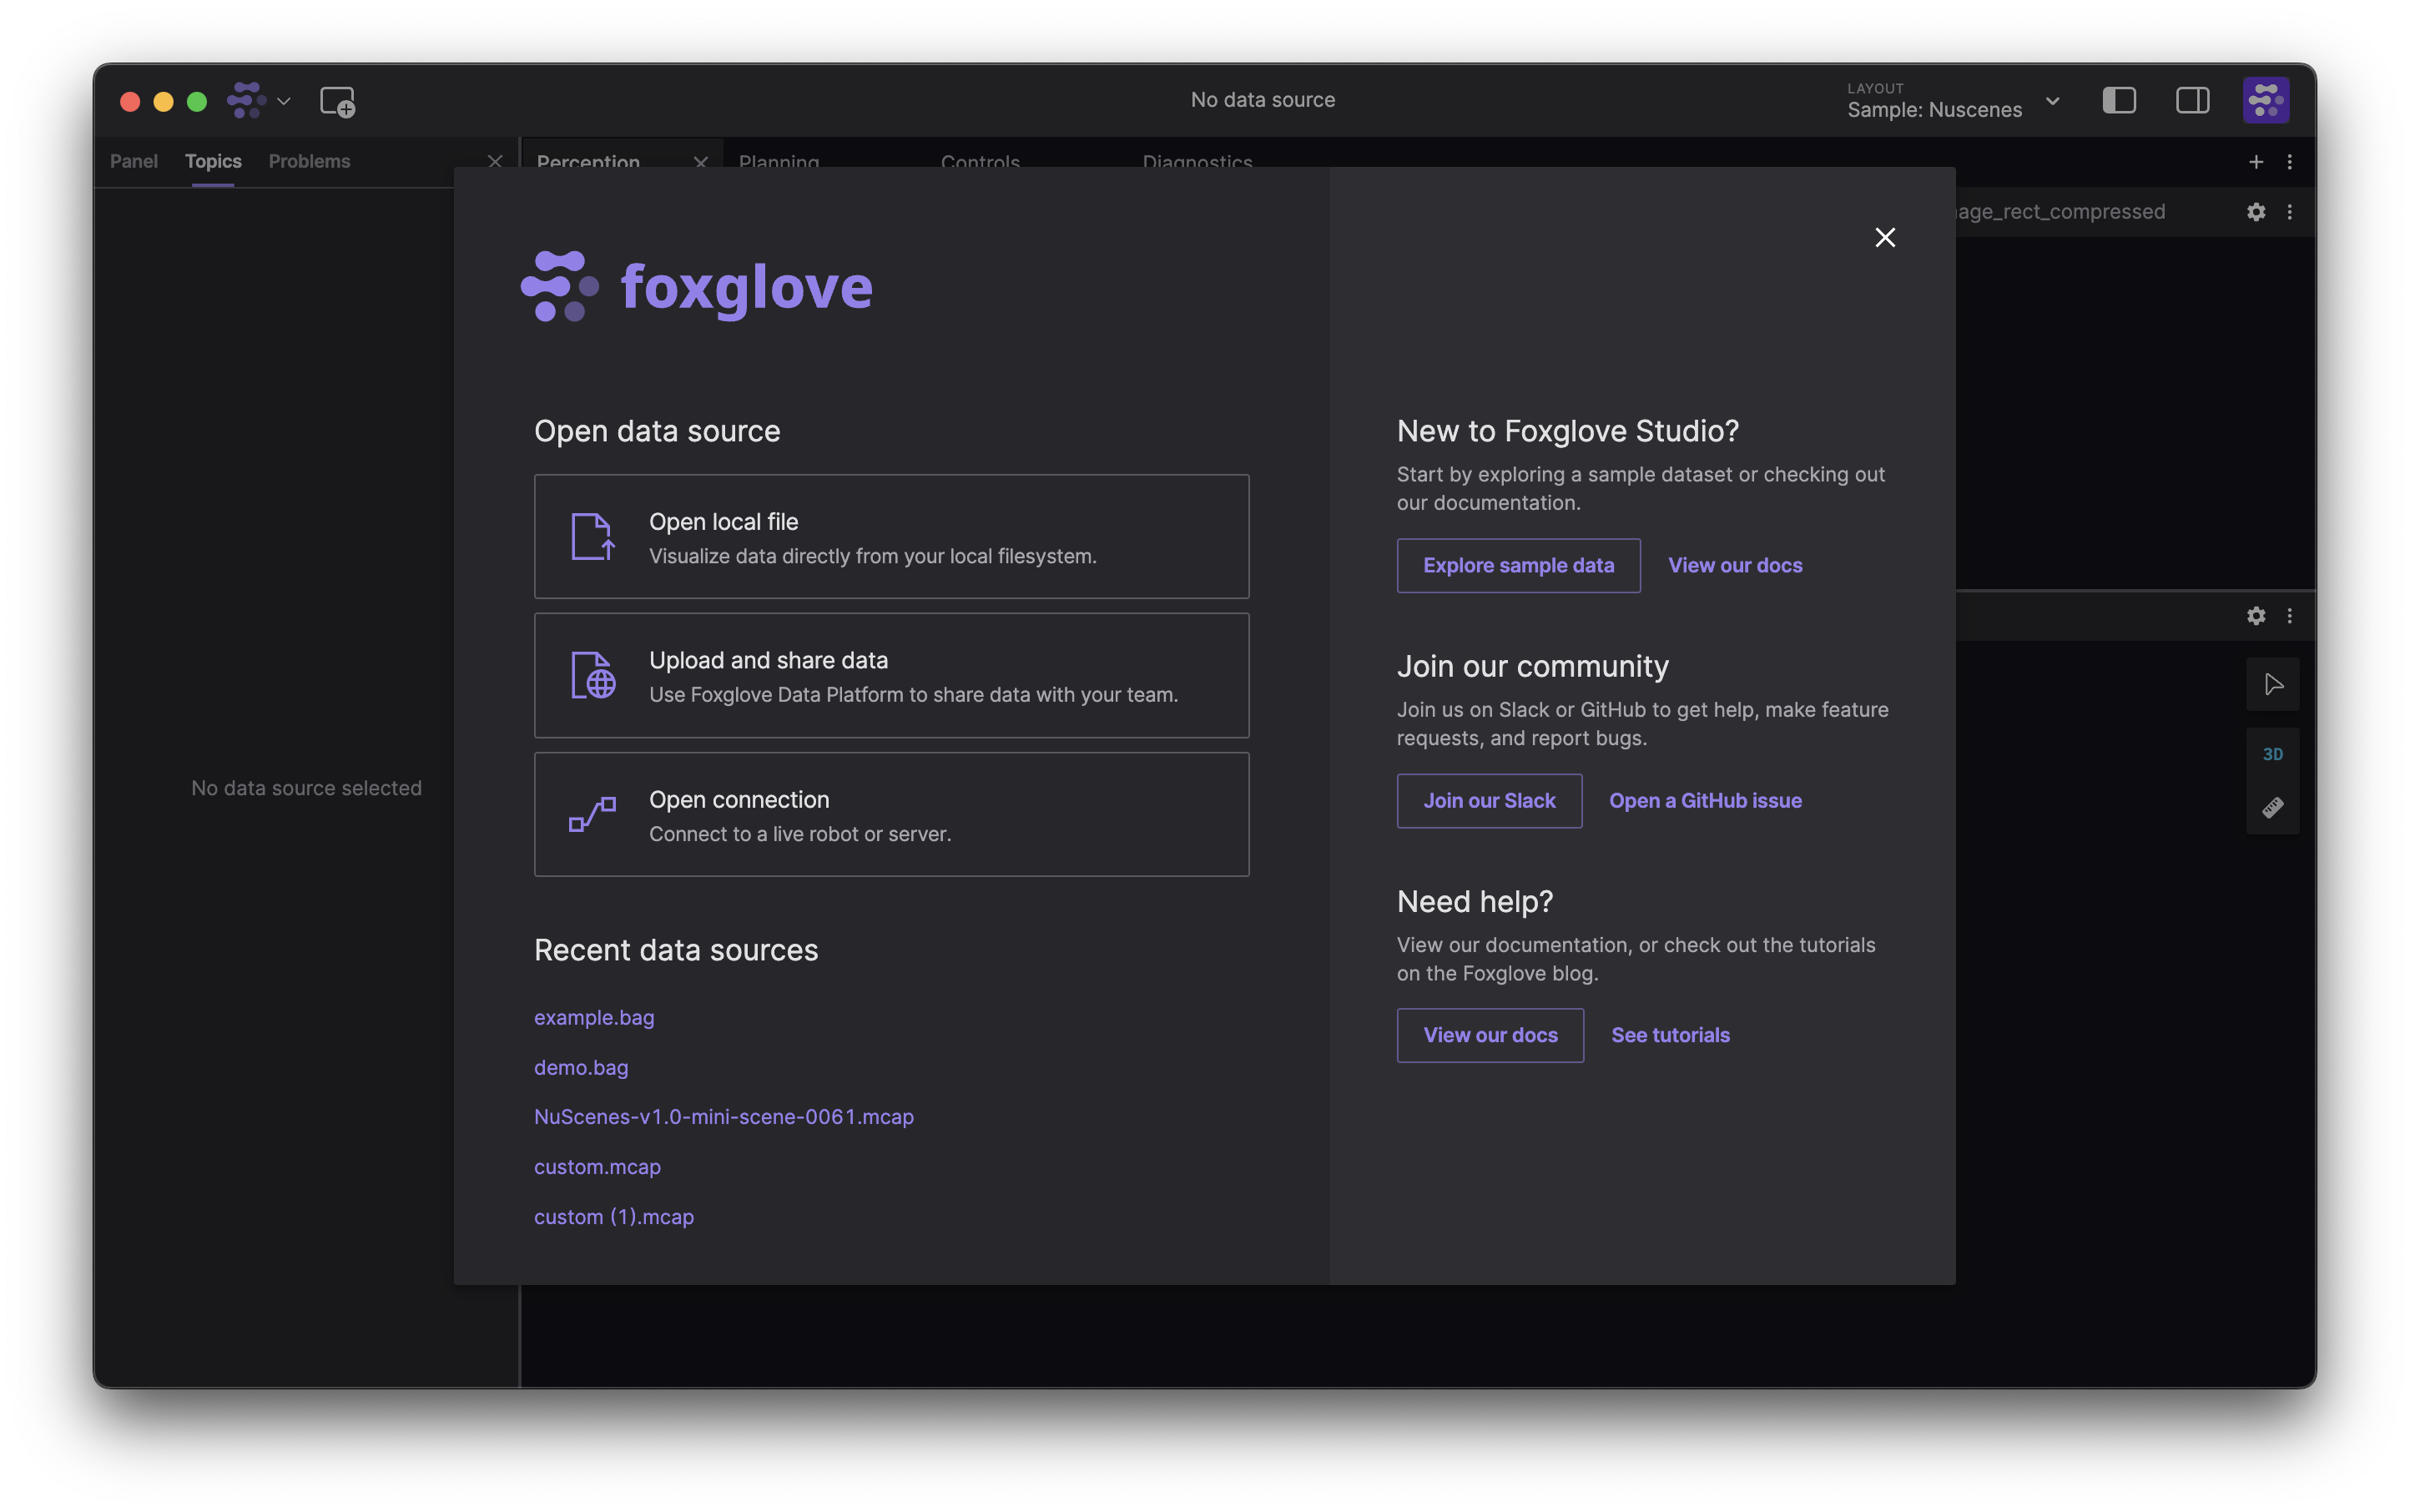 No data source
LAYOUT
Sample: Nuscenes
Panel
Topics
Problems
Perception
Planning
Controls
Diagnostics
age_rect_compressed
foxglove
Open data source
Open local file
Visualize data directly from your local filesystem.
Upload and share data
Use Foxglove Data Platform to share data with your team.
Open connection
Connect to a live robot or server.
Recent data sources
example.bag
demo.bag
NuScenes-v1.0-mini-scene-0061.mcap
custom.mcap
custom (1).mcap
New to Foxglove Studio?
Start by exploring a sample dataset or checking out
our documentation.
Explore sample data
View our docs
Join our community
Join us on Slack or GitHub to get help, make feature
requests, and report bugs.
Join our Slack
Open a GitHub issue
Need help?
View our documentation, or check out the tutorials
on the Foxglove blog.
View our docs
See tutorials
No data source selected
3D